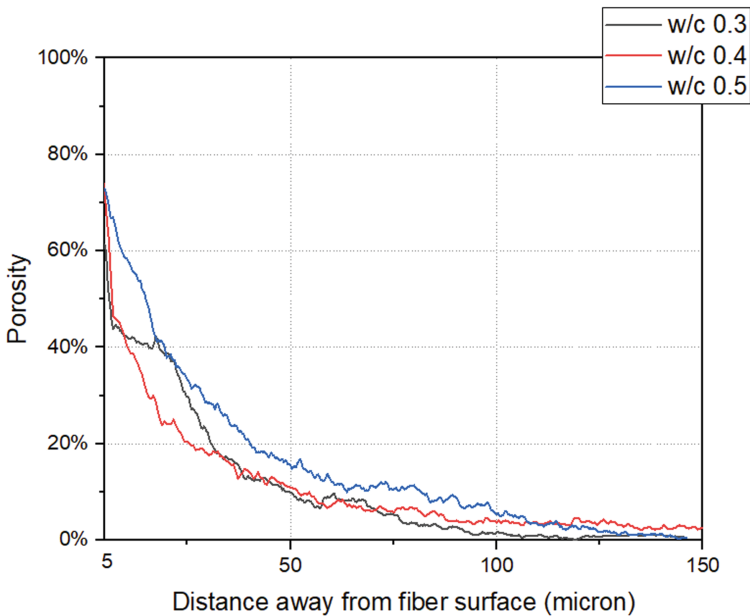 w/c 0.3
w/c 0.4
w/c 0.5
100%
80%
60%
40%
20%
0%
Porosity
5 50 100 150
Distance away from fiber surface (micron)